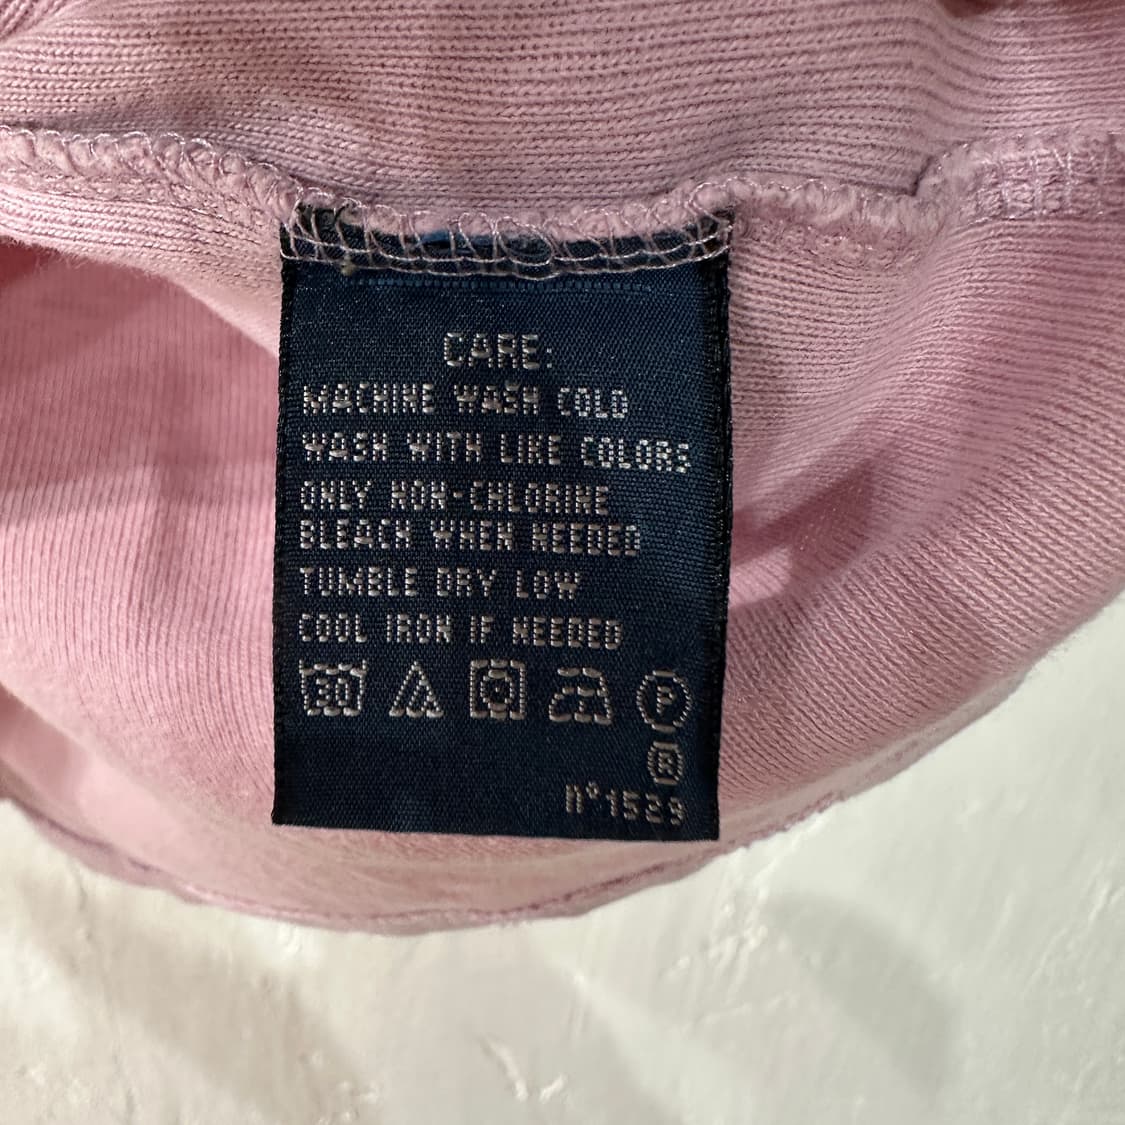 CARE:
MACHINE WASH COLD
WASH WITH LIKE COLORS
ONLY NON-CHLORINE
BLEACH WHEN NEEDED
TUMBLE DRY LOW
COOL IRON IF NEEDED
30 P
R
n°1529